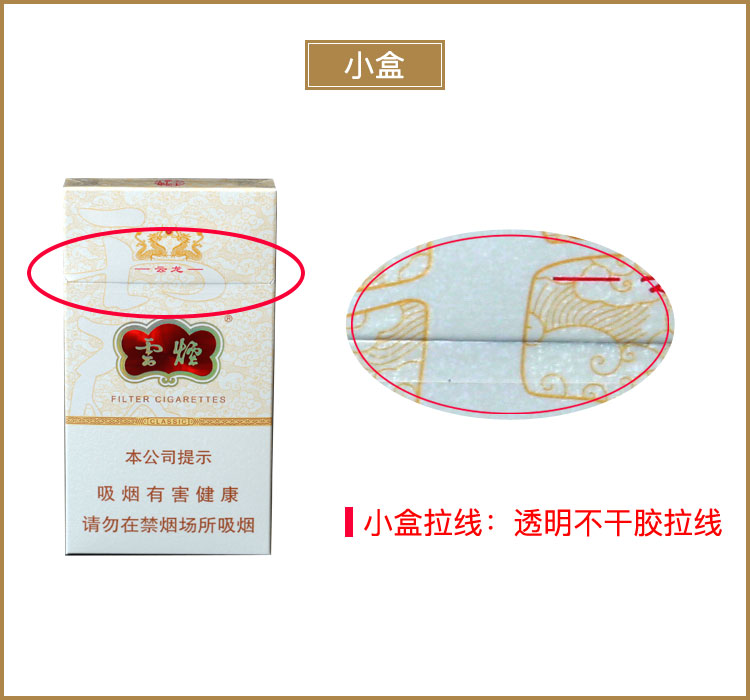 小盒
云龙
雲煙
®
FILTER CIGARETTES
CLASSIC
本公司提示
吸烟有害健康
请勿在禁烟场所吸烟
小盒拉线：透明不干胶拉线